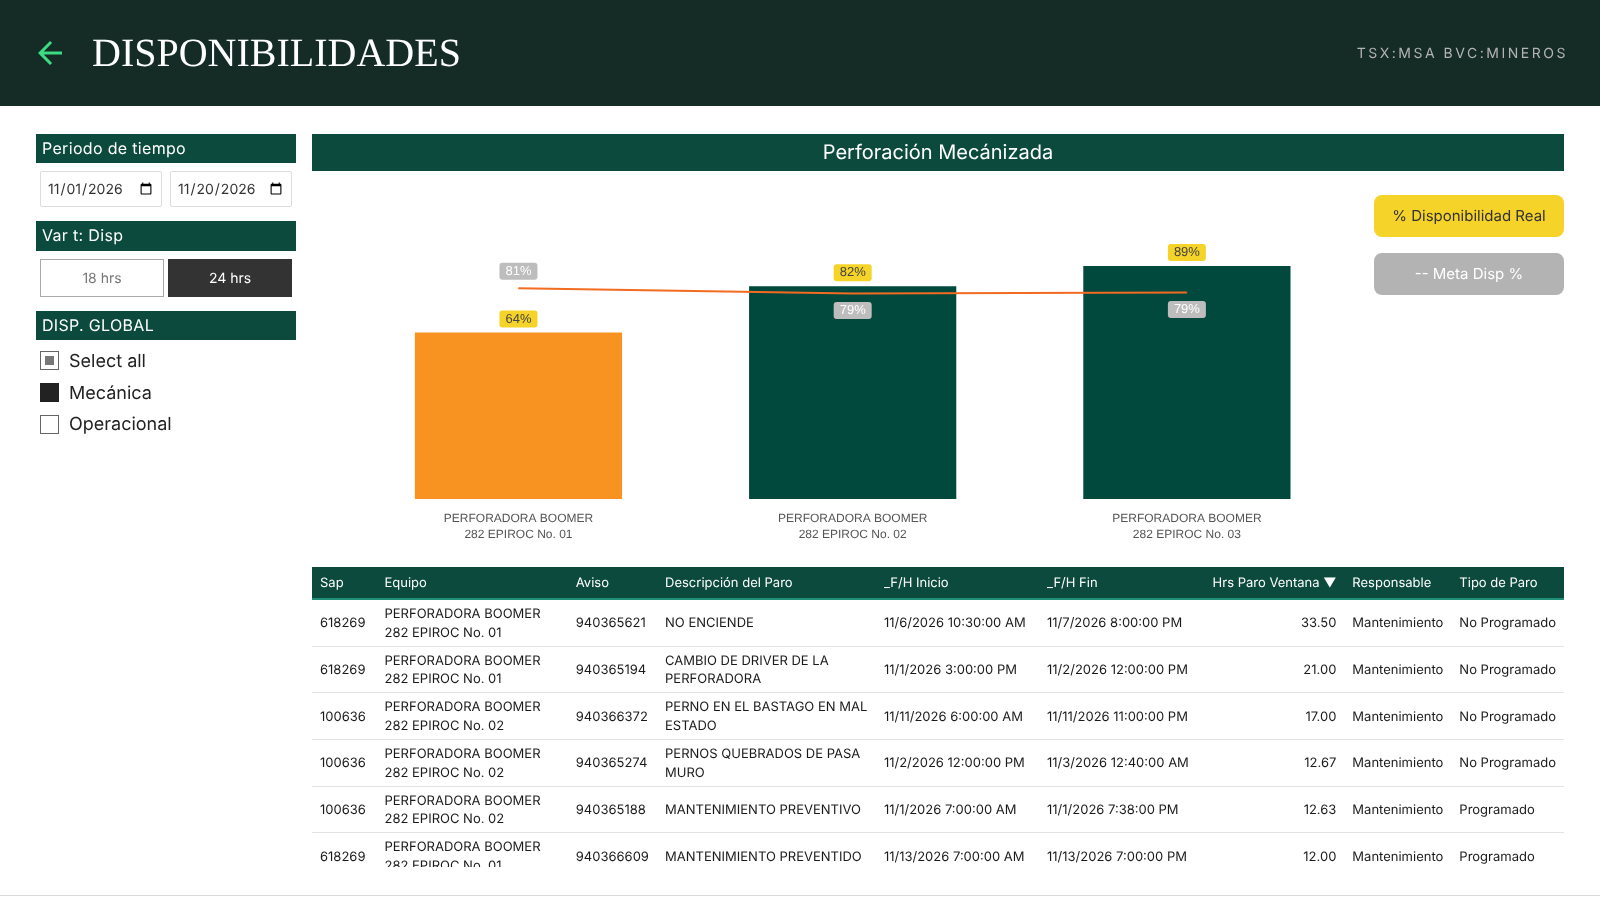 DISPONIBILIDADES
TSX:MSA BVC:MINEROS
Periodo de tiempo
11/01/2026
11/20/2026
Var t: Disp
18 hrs
24 hrs
DISP. GLOBAL
Select all
Mecánica
Operacional
Perforación Mecánizada
% Disponibilidad Real
-- Meta Disp %
81%
64%
82%
79%
89%
79%
PERFORADORA BOOMER
282 EPIROC No. 01
PERFORADORA BOOMER
282 EPIROC No. 02
PERFORADORA BOOMER
282 EPIROC No. 03
Sap Equipo Aviso Descripción del Paro _F/H Inicio _F/H Fin Hrs Paro Ventana ▼ Responsable Tipo de Paro
618269 PERFORADORA BOOMER 282 EPIROC No. 01 940365621 NO ENCIENDE 11/6/2026 10:30:00 AM 11/7/2026 8:00:00 PM 33.50 Mantenimiento No Programado
618269 PERFORADORA BOOMER 282 EPIROC No. 01 940365194 CAMBIO DE DRIVER DE LA PERFORADORA 11/1/2026 3:00:00 PM 11/2/2026 12:00:00 PM 21.00 Mantenimiento No Programado
100636 PERFORADORA BOOMER 282 EPIROC No. 02 940366372 PERNO EN EL BASTAGO EN MAL ESTADO 11/11/2026 6:00:00 AM 11/11/2026 11:00:00 PM 17.00 Mantenimiento No Programado
100636 PERFORADORA BOOMER 282 EPIROC No. 02 940365274 PERNOS QUEBRADOS DE PASA MURO 11/2/2026 12:00:00 PM 11/3/2026 12:40:00 AM 12.67 Mantenimiento No Programado
100636 PERFORADORA BOOMER 282 EPIROC No. 02 940365188 MANTENIMIENTO PREVENTIVO 11/1/2026 7:00:00 AM 11/1/2026 7:38:00 PM 12.63 Mantenimiento Programado
618269 PERFORADORA BOOMER 282 EPIROC No. 01 940366609 MANTENIMIENTO PREVENTIDO 11/13/2026 7:00:00 AM 11/13/2026 7:00:00 PM 12.00 Mantenimiento Programado